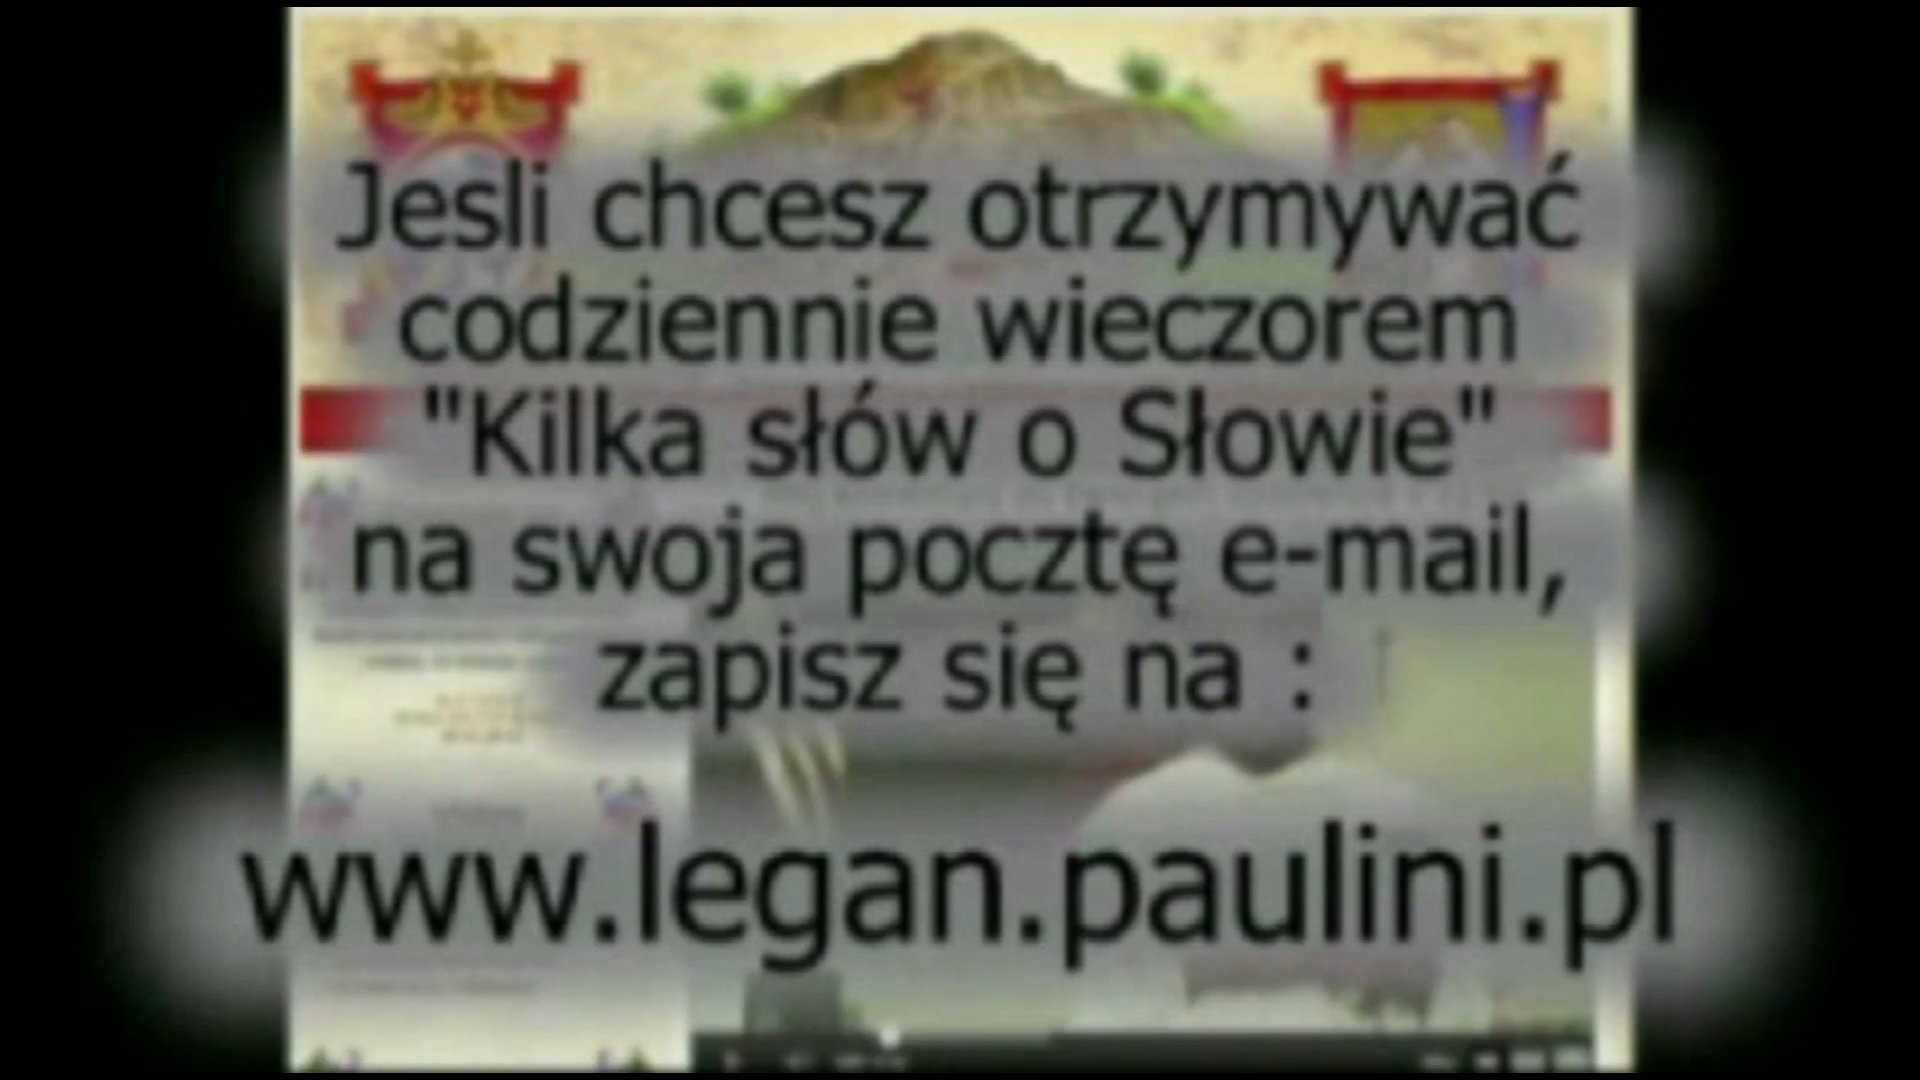 Jesli chcesz otrzymywać
codziennie wieczorem
"Kilka słów o Słowie"
na swoja pocztę e-mail,
zapisz się na :
www.legan.paulini.pl